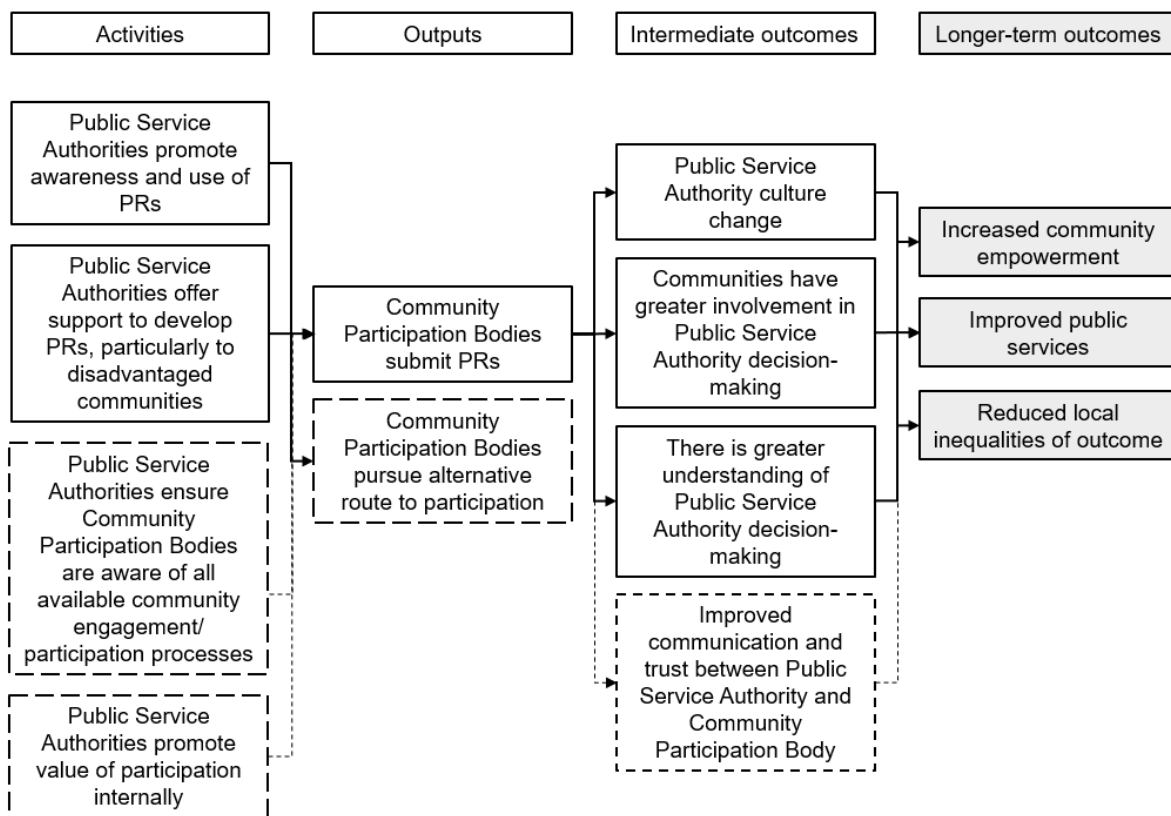 Activities
Outputs
Intermediate outcomes
Longer-term outcomes
Public Service
Authorities promote
awareness and use of
PRs
Public Service
Authorities offer
support to develop
PRs, particularly to
disadvantaged
communities
Public Service
Authorities ensure
Community
Participation Bodies
are aware of all
available community
engagement/
participation processes
Public Service
Authorities promote
value of participation
internally
Community
Participation Bodies
submit PRs
Community
Participation Bodies
pursue alternative
route to participation
Public Service
Authority culture
change
Communities have
greater involvement in
Public Service
Authority decision-
making
There is greater
understanding of
Public Service
Authority decision-
making
Improved
communication and
trust between Public
Service Authority and
Community
Participation Body
Increased community
empowerment
Improved public
services
Reduced local
inequalities of outcome